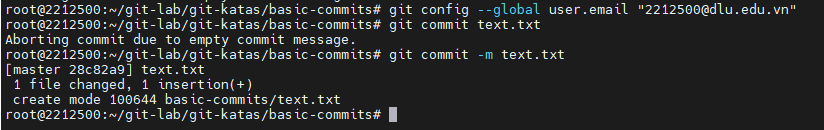 root@2212500:~/git-lab/git-katas/basic-commits# git config --global user.email "2212500@dlu.edu.vn"
root@2212500:~/git-lab/git-katas/basic-commits# git commit text.txt
Aborting commit due to empty commit message.
root@2212500:~/git-lab/git-katas/basic-commits# git commit -m text.txt
[master 28c82a9] text.txt
 1 file changed, 1 insertion(+)
 create mode 100644 basic-commits/text.txt
root@2212500:~/git-lab/git-katas/basic-commits#